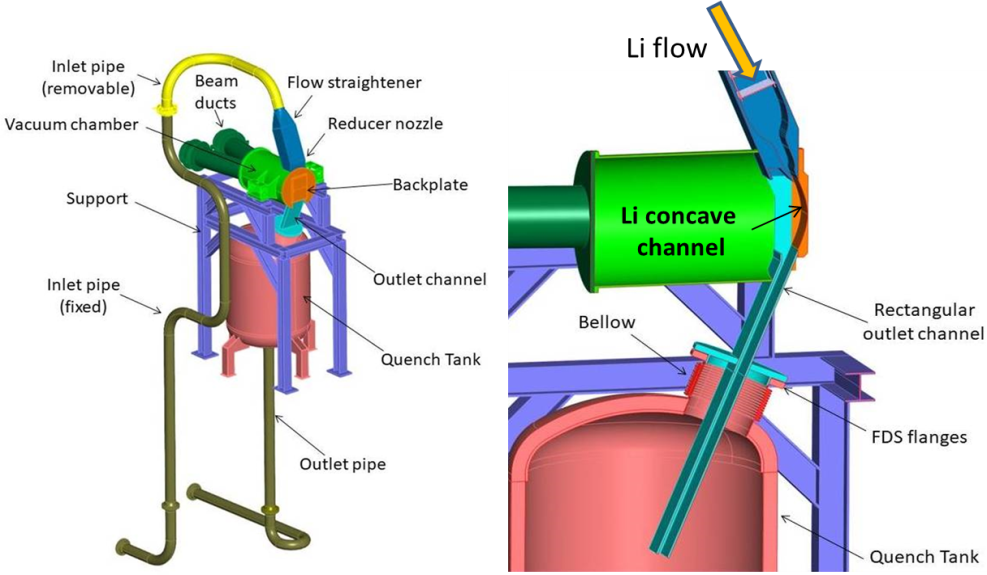 Inlet pipe
(removable)
Beam
ducts
Flow straightener
Vacuum chamber
Reducer nozzle
Backplate
Support
Outlet channel
Inlet pipe
(fixed)
Quench Tank
Outlet pipe
Li flow
Li concave
channel
Rectangular
outlet channel
Bellow
FDS flanges
Quench Tank